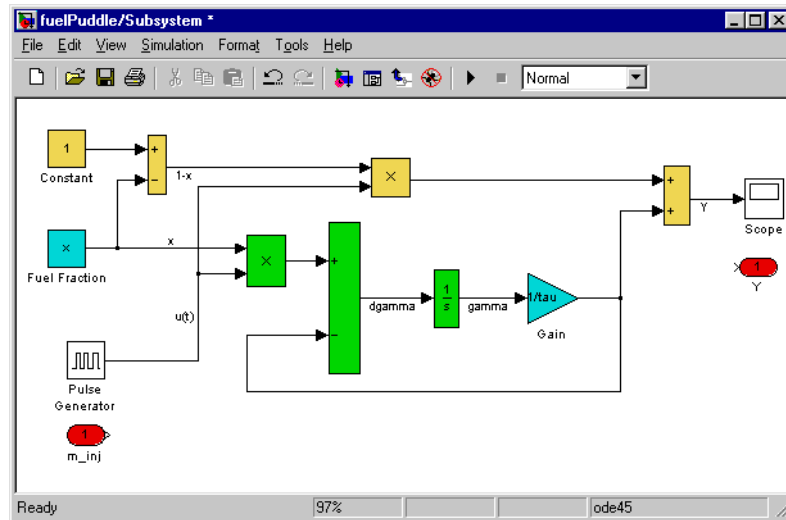 fuelPuddle/Subsystem *
File Edit View Simulation Format Tools Help
Normal
1
Constant
+
−
1-x
×
+
+
Y
Scope
x
Fuel Fraction
x
×
+
−
dgamma
1
s
gamma
1/tau
Gain
1
Y
u(t)
Pulse
Generator
1
m_inj
Ready 97% ode45